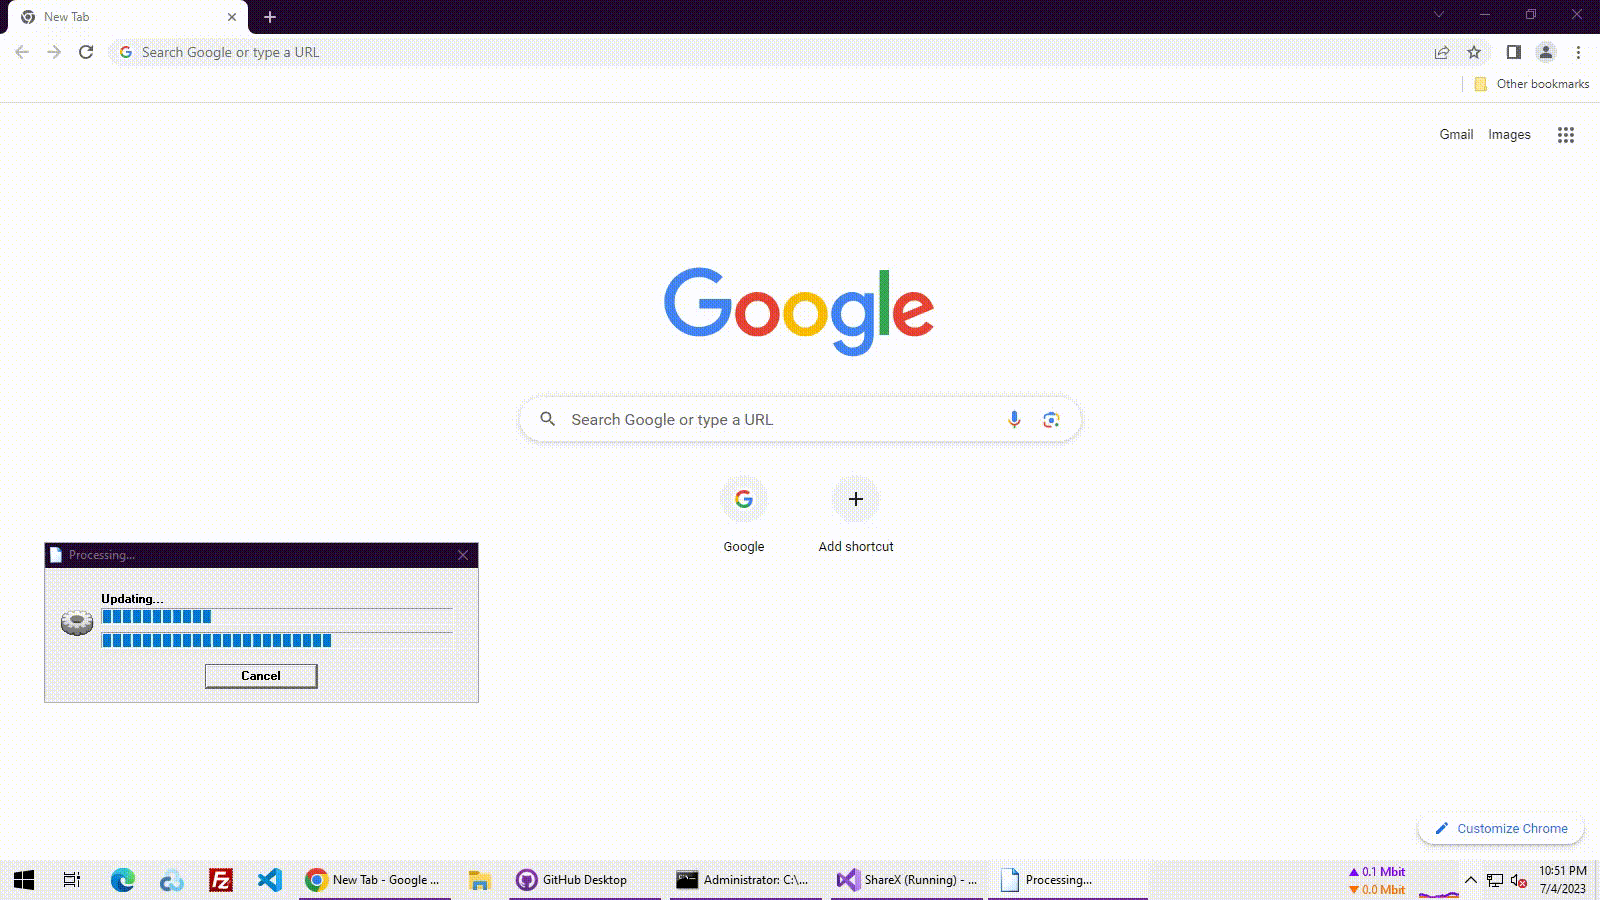 New Tab
Search Google or type a URL
Other bookmarks
Gmail Images
Google
Search Google or type a URL
G
Google
Add shortcut
Processing...
Updating...
Cancel
Customize Chrome
New Tab - Google ...
GitHub Desktop
Administrator: C:\...
ShareX (Running) - ...
Processing...
0.1 Mbit
0.0 Mbit
10:51 PM
7/4/2023